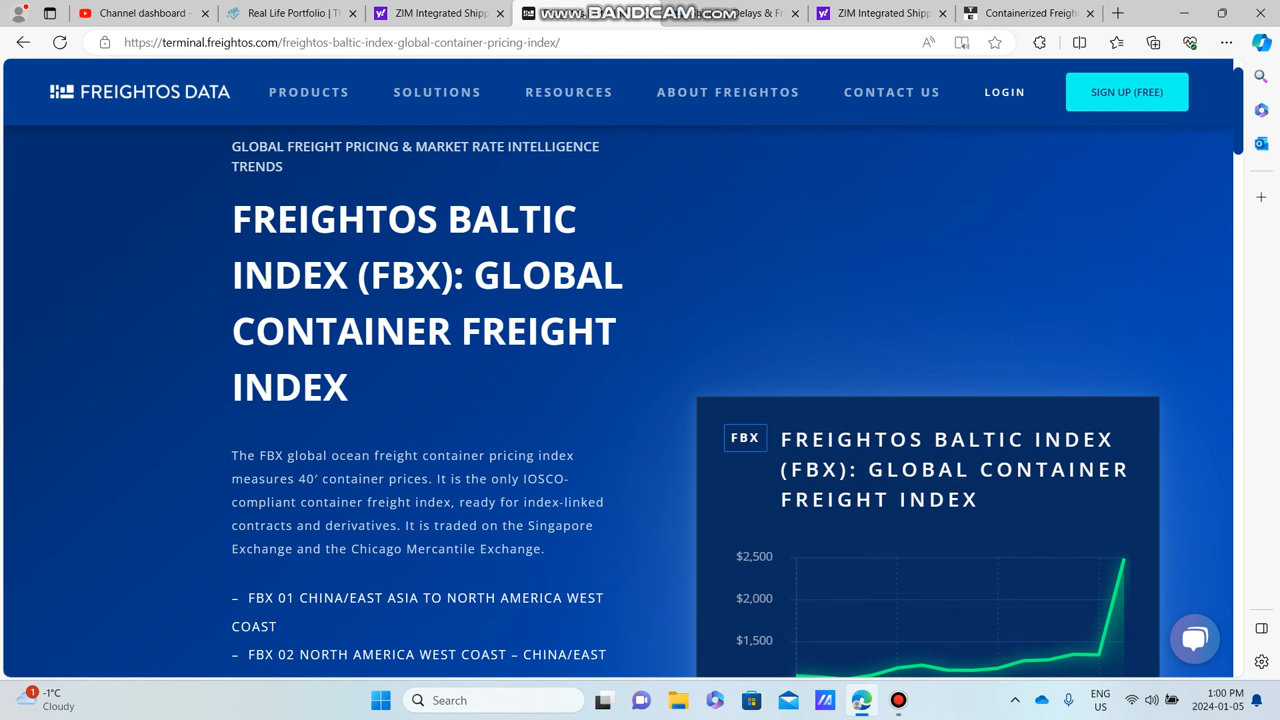 Channel dashboard -
Real Life Portfolio | T
ZIM Integrated Shipp
www.BANDICAM.com
elays & 
ZIM Integrated Shipp
Containerized Freigh
https://terminal.freightos.com/freightos-baltic-index-global-container-pricing-index/
FREIGHTOS DATA
PRODUCTS
SOLUTIONS
RESOURCES
ABOUT FREIGHTOS
CONTACT US
LOGIN
SIGN UP (FREE)
GLOBAL FREIGHT PRICING & MARKET RATE INTELLIGENCE
TRENDS
FREIGHTOS BALTIC
INDEX (FBX): GLOBAL
CONTAINER FREIGHT
INDEX
The FBX global ocean freight container pricing index
measures 40′ container prices. It is the only IOSCO-
compliant container freight index, ready for index-linked
contracts and derivatives. It is traded on the Singapore
Exchange and the Chicago Mercantile Exchange.
– FBX 01 CHINA/EAST ASIA TO NORTH AMERICA WEST
COAST
– FBX 02 NORTH AMERICA WEST COAST – CHINA/EAST
FBX
FREIGHTOS BALTIC INDEX
(FBX): GLOBAL CONTAINER
FREIGHT INDEX
$2,500
$2,000
$1,500
1
-1°C
Cloudy
Search
ENG
US
1:00 PM
2024-01-05